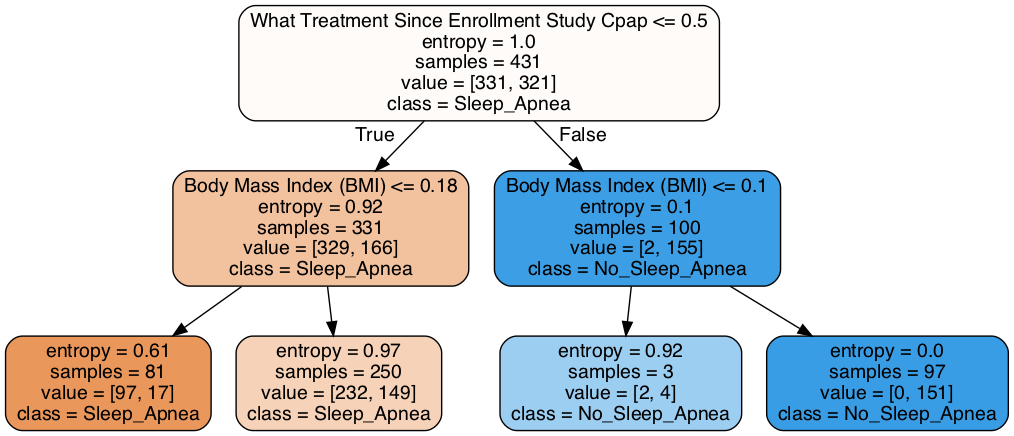 What Treatment Since Enrollment Study Cpap <= 0.5
entropy = 1.0
samples = 431
value = [331, 321]
class = Sleep_Apnea
True
False
Body Mass Index (BMI) <= 0.18
entropy = 0.92
samples = 331
value = [329, 166]
class = Sleep_Apnea
Body Mass Index (BMI) <= 0.1
entropy = 0.1
samples = 100
value = [2, 155]
class = No_Sleep_Apnea
entropy = 0.61
samples = 81
value = [97, 17]
class = Sleep_Apnea
entropy = 0.97
samples = 250
value = [232, 149]
class = Sleep_Apnea
entropy = 0.92
samples = 3
value = [2, 4]
class = No_Sleep_Apnea
entropy = 0.0
samples = 97
value = [0, 151]
class = No_Sleep_Apnea